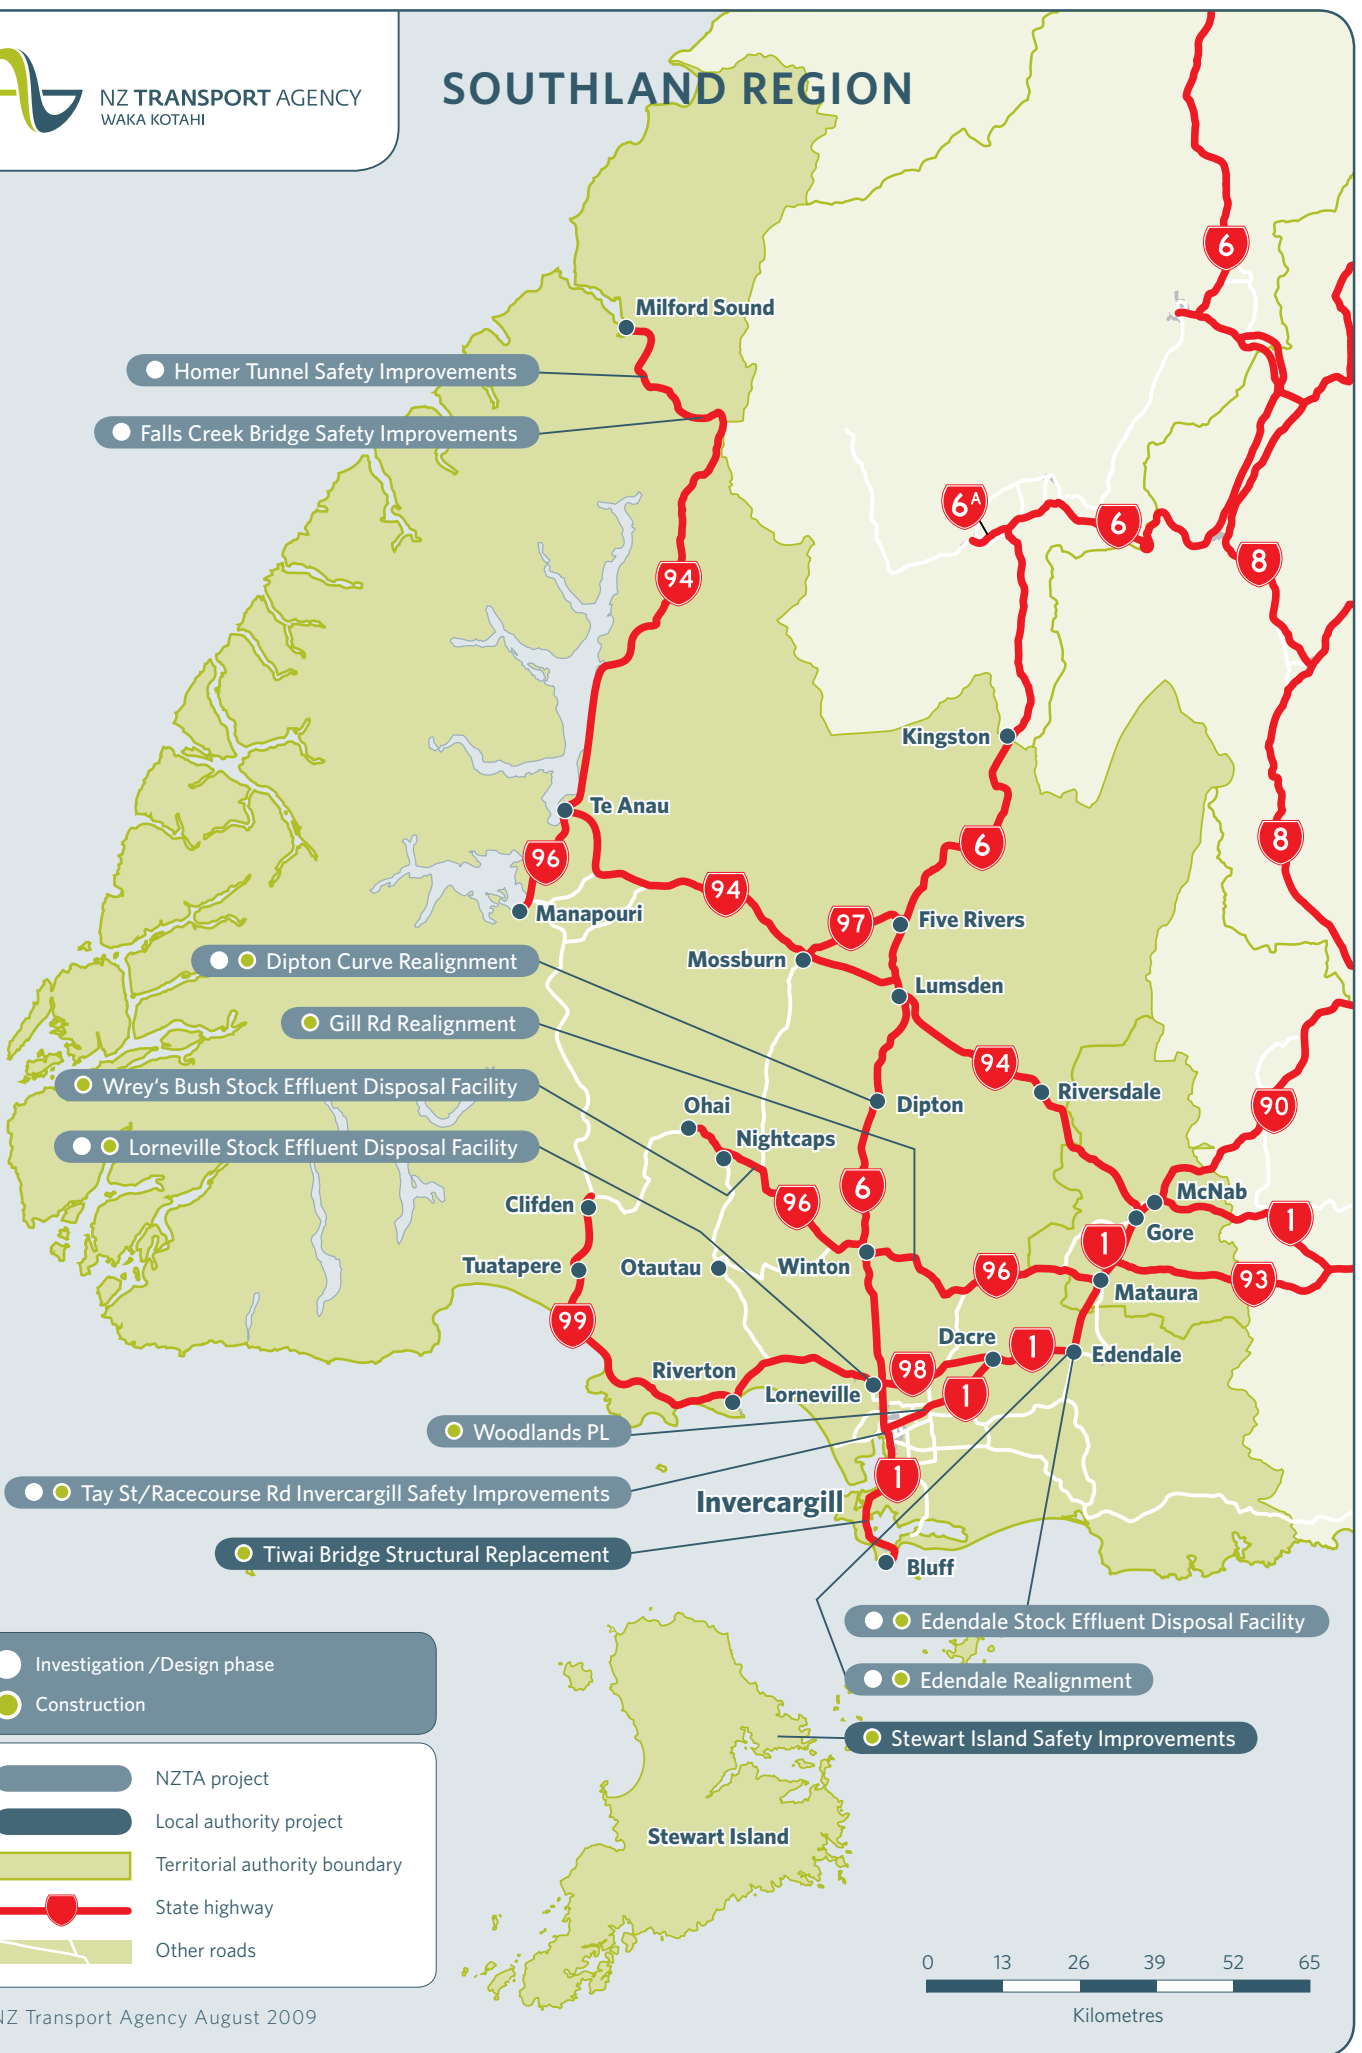 NZ TRANSPORT AGENCY
WAKA KOTAHI
SOUTHLAND REGION
6
Milford Sound
Homer Tunnel Safety Improvements
Falls Creek Bridge Safety Improvements
6A
6
8
94
Kingston
Te Anau
6
8
96
94
Manapouri
97
Five Rivers
Mossburn
Dipton Curve Realignment
Lumsden
Gill Rd Realignment
94
Wrey's Bush Stock Effluent Disposal Facility
Riversdale
Ohai
Dipton
90
Nightcaps
Lorneville Stock Effluent Disposal Facility
Clifden
96
6
McNab
1
Gore
1
Tuatapere
Otautau
Winton
96
93
Mataura
99
Dacre
1
Edendale
Riverton
98
Lorneville
1
Woodlands PL
1
Tay St/Racecourse Rd Invercargill Safety Improvements
Invercargill
Tiwai Bridge Structural Replacement
Bluff
Edendale Stock Effluent Disposal Facility
Edendale Realignment
Stewart Island Safety Improvements
Stewart Island
Investigation /Design phase
Construction
NZTA project
Local authority project
Territorial authority boundary
State highway
Other roads
0 13 26 39 52 65
Kilometres
NZ Transport Agency August 2009